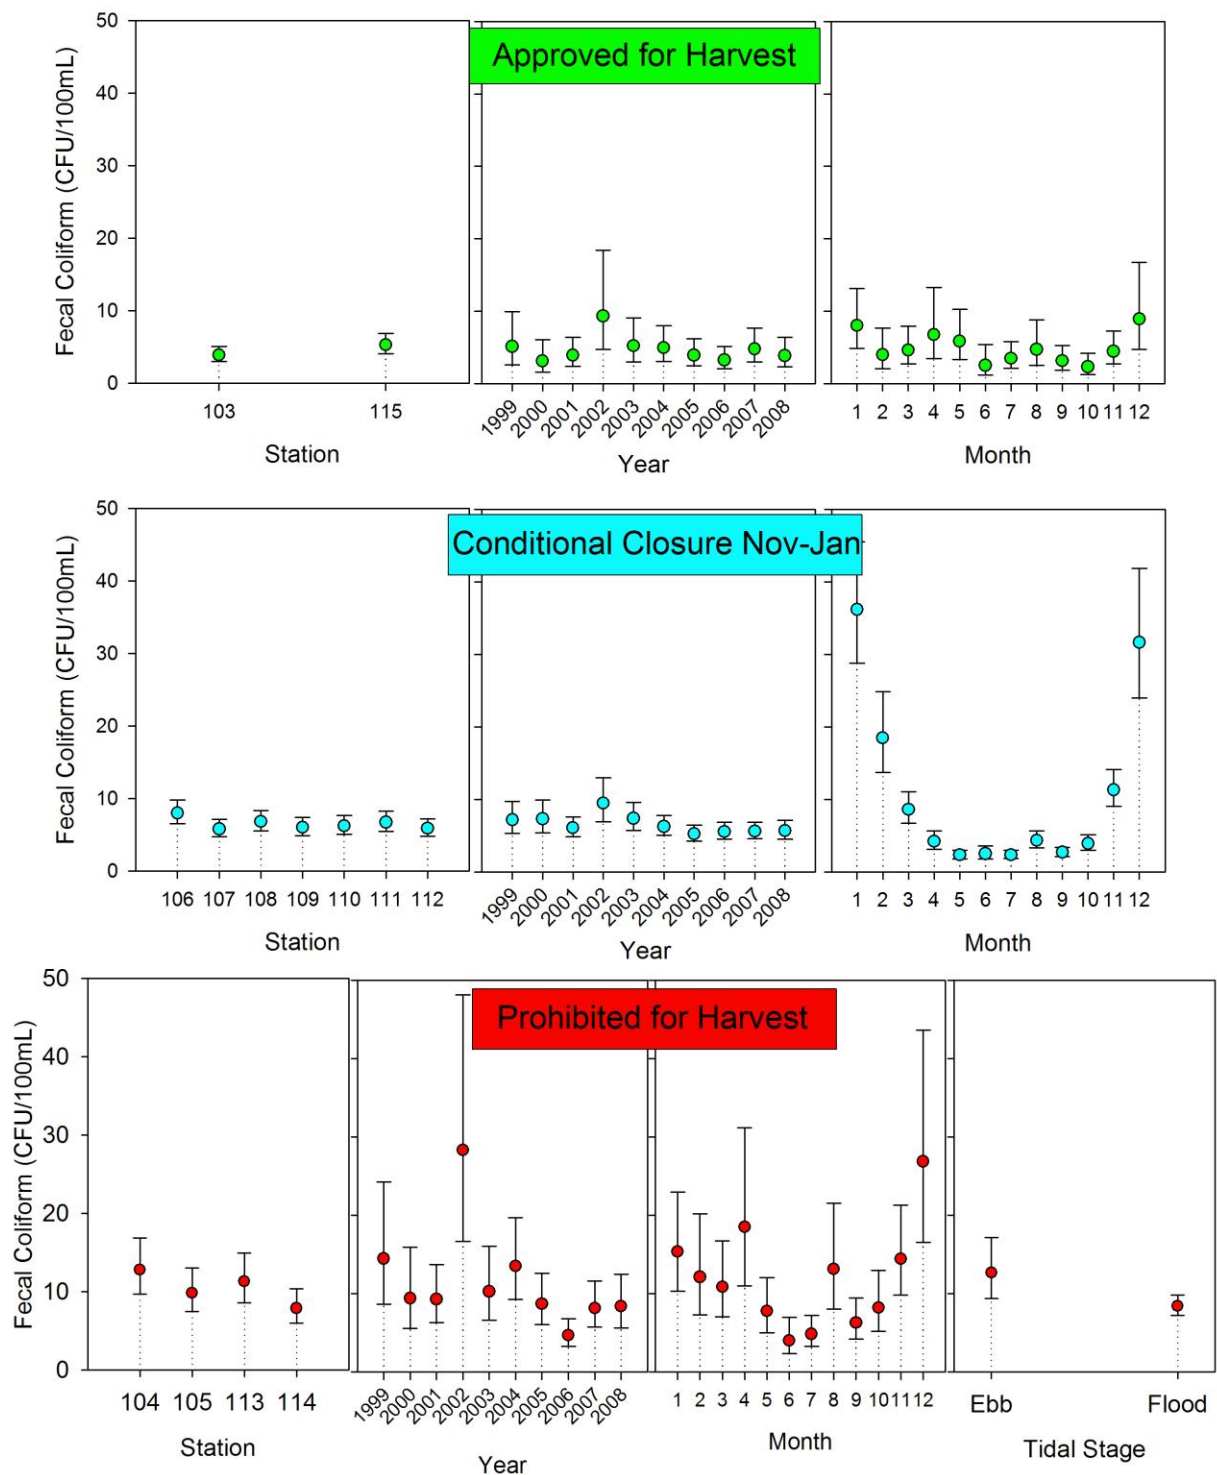 Approved for Harvest
Fecal Coliform (CFU/100mL)
50
40
30
20
10
0
103 115
Station
1999 2000 2001 2002 2003 2004 2005 2006 2007 2008
Year
1 2 3 4 5 6 7 8 9 10 11 12
Month
Conditional Closure Nov-Jan
Fecal Coliform (CFU/100mL)
50
40
30
20
10
0
106 107 108 109 110 111 112
Station
1999 2000 2001 2002 2003 2004 2005 2006 2007 2008
Year
1 2 3 4 5 6 7 8 9 10 11 12
Month
Prohibited for Harvest
Fecal Coliform (CFU/100mL)
50
40
30
20
10
0
104 105 113 114
Station
1999 2000 2001 2002 2003 2004 2005 2006 2007 2008
Year
1 2 3 4 5 6 7 8 9 10 11 12
Month
Ebb Flood
Tidal Stage